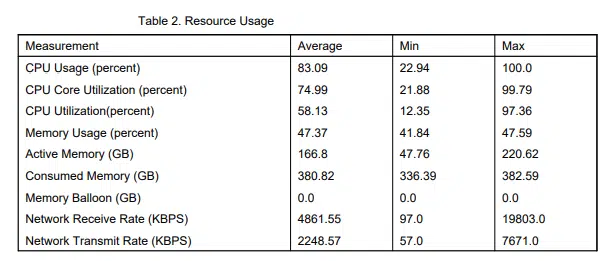 Table 2. Resource Usage
Measurement Average Min Max
CPU Usage (percent) 83.09 22.94 100.0
CPU Core Utilization (percent) 74.99 21.88 99.79
CPU Utilization(percent) 58.13 12.35 97.36
Memory Usage (percent) 47.37 41.84 47.59
Active Memory (GB) 166.8 47.76 220.62
Consumed Memory (GB) 380.82 336.39 382.59
Memory Balloon (GB) 0.0 0.0 0.0
Network Receive Rate (KBPS) 4861.55 97.0 19803.0
Network Transmit Rate (KBPS) 2248.57 57.0 7671.0